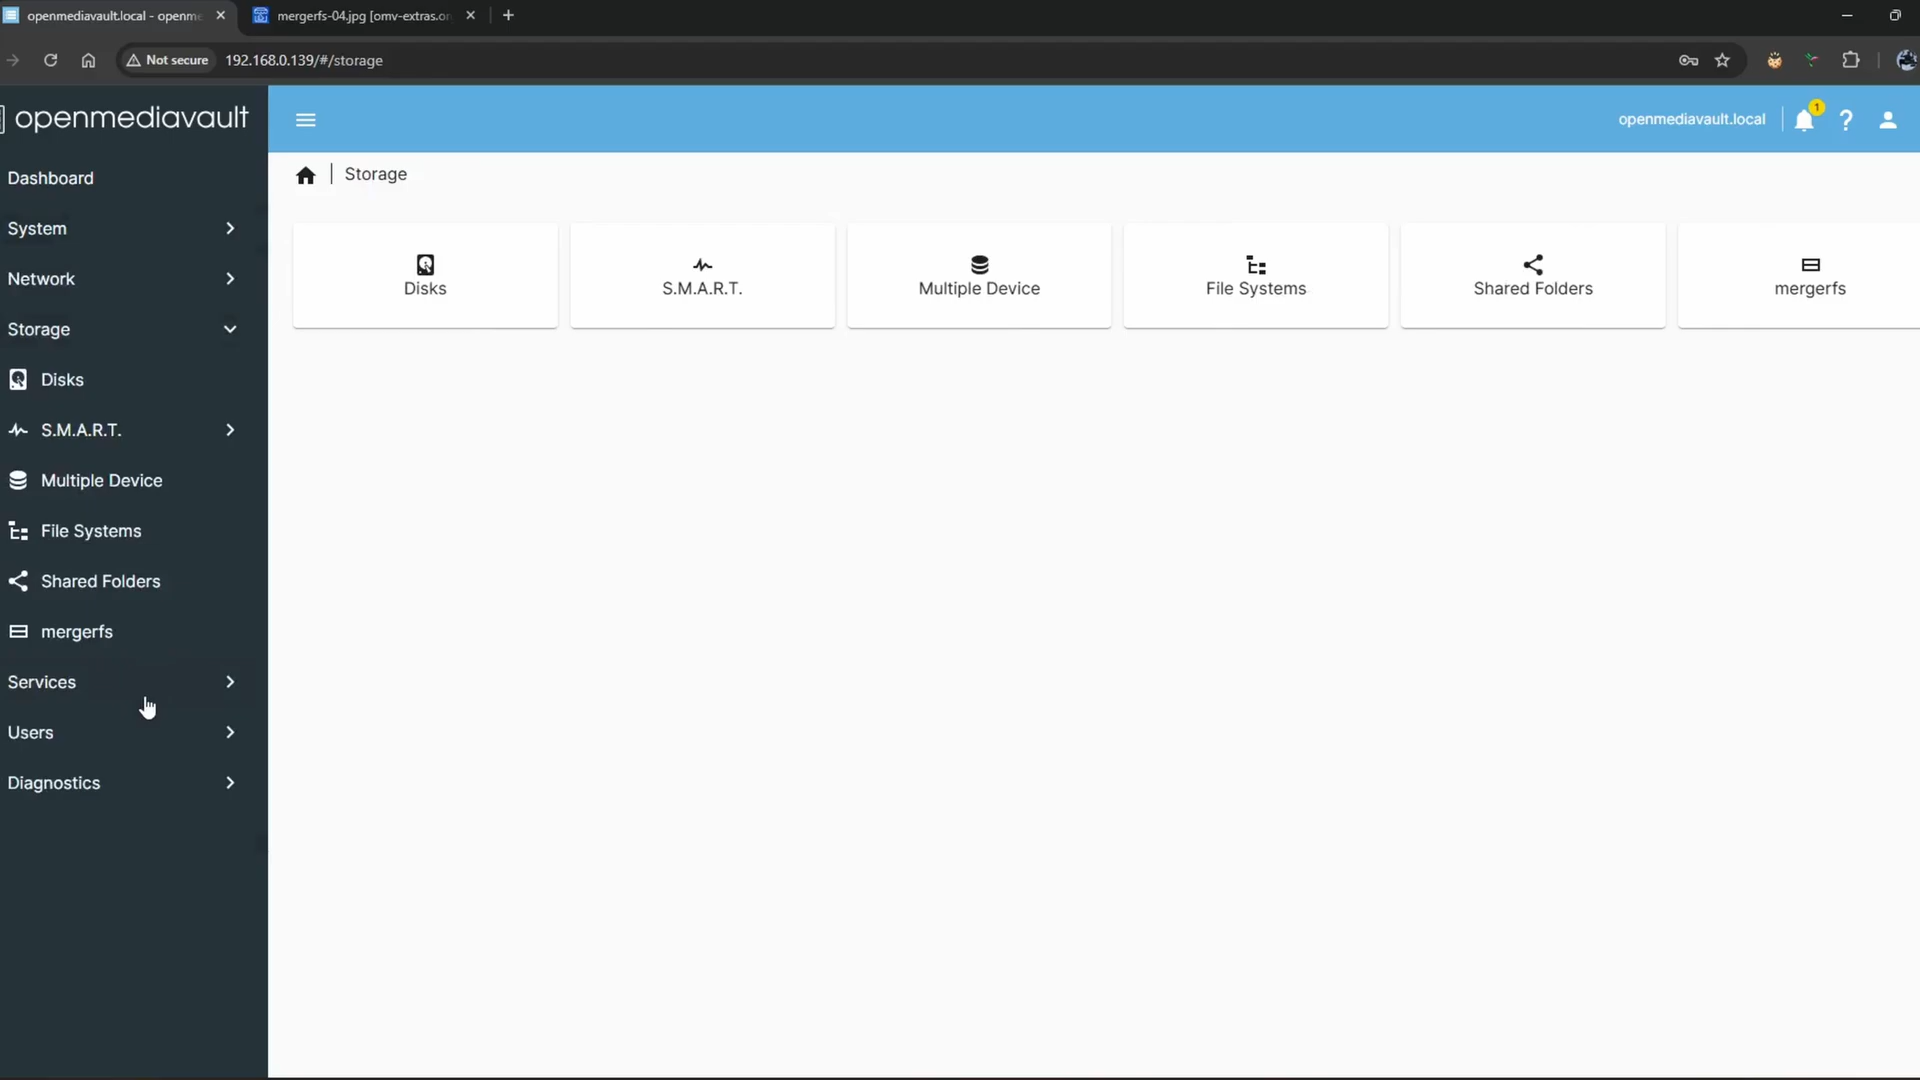 openmediavault.local - openme
mergerfs-04.jpg [omv-extras.or
Not secure
192.168.0.139/#/storage
openmediavault
openmediavault.local
1
Storage
Dashboard
System
Network
Storage
Disks
S.M.A.R.T.
Multiple Device
File Systems
Shared Folders
mergerfs
Services
Users
Diagnostics
Disks
S.M.A.R.T.
Multiple Device
File Systems
Shared Folders
mergerfs